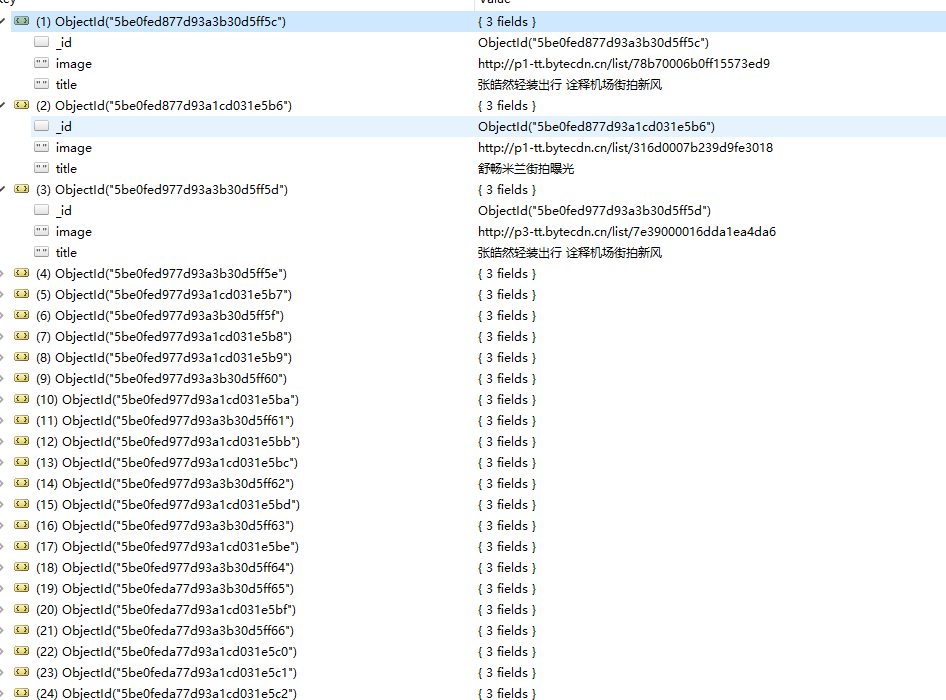 (1) ObjectId("5be0fed877d93a3b30d5ff5c") { 3 fields }
_id ObjectId("5be0fed877d93a3b30d5ff5c")
image http://p1-tt.bytecdn.cn/list/78b70006b0ff15573ed9
title 张皓然轻装出行 诠释机场街拍新风
(2) ObjectId("5be0fed877d93a1cd031e5b6") { 3 fields }
_id ObjectId("5be0fed877d93a1cd031e5b6")
image http://p1-tt.bytecdn.cn/list/316d0007b239d9fe3018
title 舒畅米兰街拍曝光
(3) ObjectId("5be0fed977d93a3b30d5ff5d") { 3 fields }
_id ObjectId("5be0fed977d93a3b30d5ff5d")
image http://p3-tt.bytecdn.cn/list/7e39000016dda1ea4da6
title 张皓然轻装出行 诠释机场街拍新风
(4) ObjectId("5be0fed977d93a3b30d5ff5e") { 3 fields }
(5) ObjectId("5be0fed977d93a1cd031e5b7") { 3 fields }
(6) ObjectId("5be0fed977d93a3b30d5ff5f") { 3 fields }
(7) ObjectId("5be0fed977d93a1cd031e5b8") { 3 fields }
(8) ObjectId("5be0fed977d93a1cd031e5b9") { 3 fields }
(9) ObjectId("5be0fed977d93a3b30d5ff60") { 3 fields }
(10) ObjectId("5be0fed977d93a1cd031e5ba") { 3 fields }
(11) ObjectId("5be0fed977d93a3b30d5ff61") { 3 fields }
(12) ObjectId("5be0fed977d93a1cd031e5bb") { 3 fields }
(13) ObjectId("5be0fed977d93a1cd031e5bc") { 3 fields }
(14) ObjectId("5be0fed977d93a3b30d5ff62") { 3 fields }
(15) ObjectId("5be0fed977d93a1cd031e5bd") { 3 fields }
(16) ObjectId("5be0fed977d93a3b30d5ff63") { 3 fields }
(17) ObjectId("5be0fed977d93a1cd031e5be") { 3 fields }
(18) ObjectId("5be0fed977d93a3b30d5ff64") { 3 fields }
(19) ObjectId("5be0feda77d93a3b30d5ff65") { 3 fields }
(20) ObjectId("5be0feda77d93a1cd031e5bf") { 3 fields }
(21) ObjectId("5be0feda77d93a3b30d5ff66") { 3 fields }
(22) ObjectId("5be0feda77d93a1cd031e5c0") { 3 fields }
(23) ObjectId("5be0feda77d93a1cd031e5c1") { 3 fields }
(24) ObjectId("5be0feda77d93a1cd031e5c2") { 3 fields }